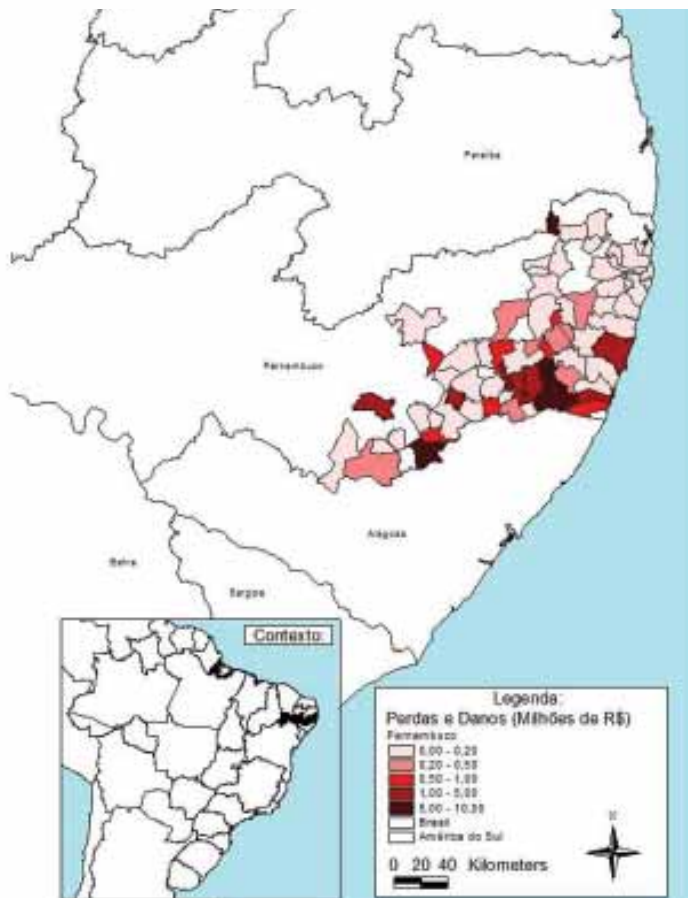 Paraíba
Pernambuco
Alagoas
Bahia
Sergipe
Contexto:
Legenda:
Perdas e Danos (Milhões de R$)
Pernambuco
0,00 - 0,20
0,20 - 0,50
0,50 - 1,00
1,00 - 5,00
5,00 - 10,30
Brasil
América do Sul
N
0 20 40 Kilometers